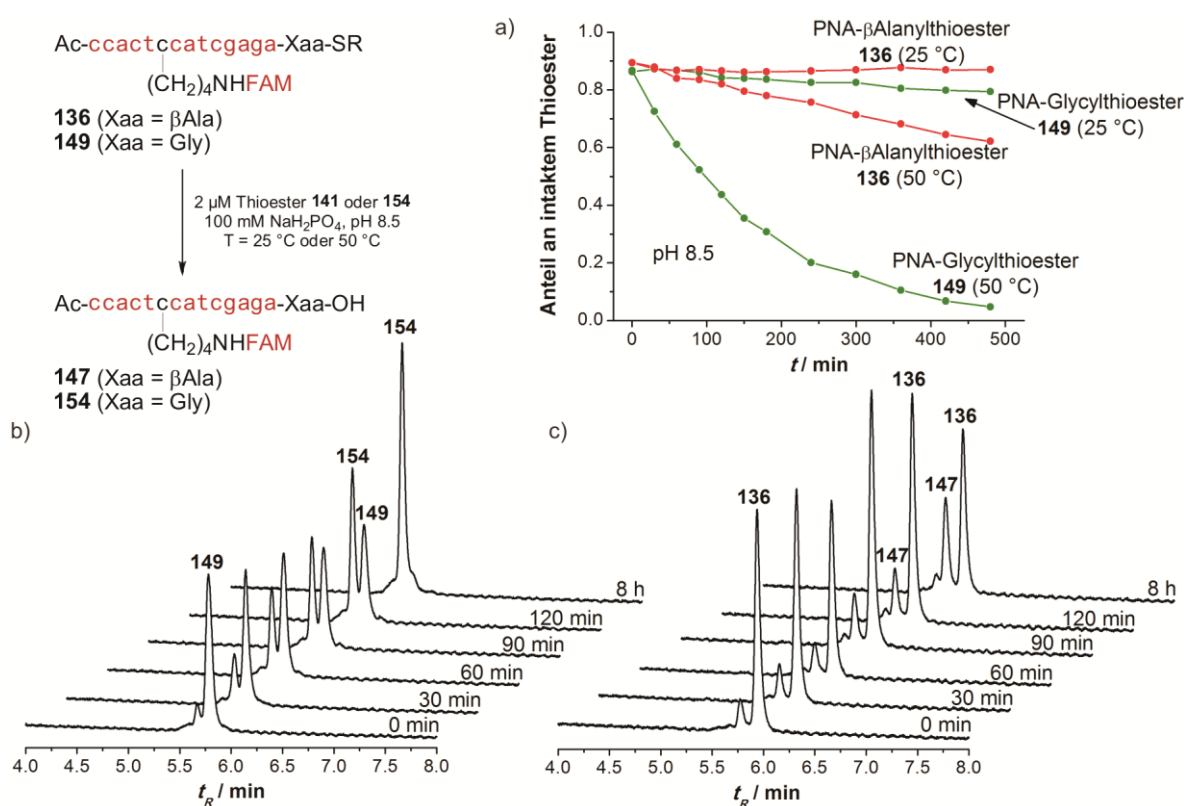 Ac-ccactccatcgagaga-Xaa-SR
(CH2)4NHFAM
136 (Xaa = βAla)
149 (Xaa = Gly)
2 µM Thioester 141 oder 154
100 mM NaH2PO4, pH 8.5
T = 25 °C oder 50 °C
Ac-ccactccatcgagaga-Xaa-OH
(CH2)4NHFAM
147 (Xaa = βAla)
154 (Xaa = Gly)
a)
Anteil an intaktem Thioester
1.0
0.8
0.6
0.4
0.2
0.0
PNA-βAlanylthioester
136 (25 °C)
PNA-Glycylthioester
149 (25 °C)
PNA-βAlanylthioester
136 (50 °C)
pH 8.5
PNA-Glycylthioester
149 (50 °C)
0 100 200 300 400 500
t / min
b)
154
154
149
149
8 h
120 min
90 min
60 min
30 min
0 min
4.0 4.5 5.0 5.5 6.0 6.5 7.0 7.5 8.0
tR / min
c)
136
136
147
136
147
8 h
120 min
90 min
60 min
30 min
0 min
4.0 4.5 5.0 5.5 6.0 6.5 7.0 7.5 8.0
tR / min